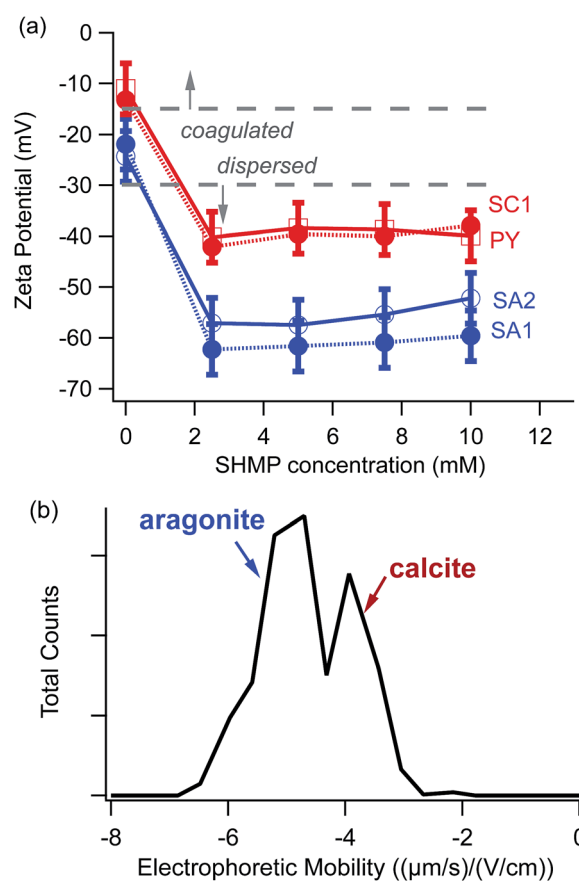 (a)
0
-10
-20
-30
-40
-50
-60
-70
Zeta Potential (mV)
coagulated
dispersed
SC1
PY
SA2
SA1
0 2 4 6 8 10 12
SHMP concentration (mM)
(b)
aragonite
calcite
Total Counts
-8 -6 -4 -2 0
Electrophoretic Mobility ((µm/s)/(V/cm))